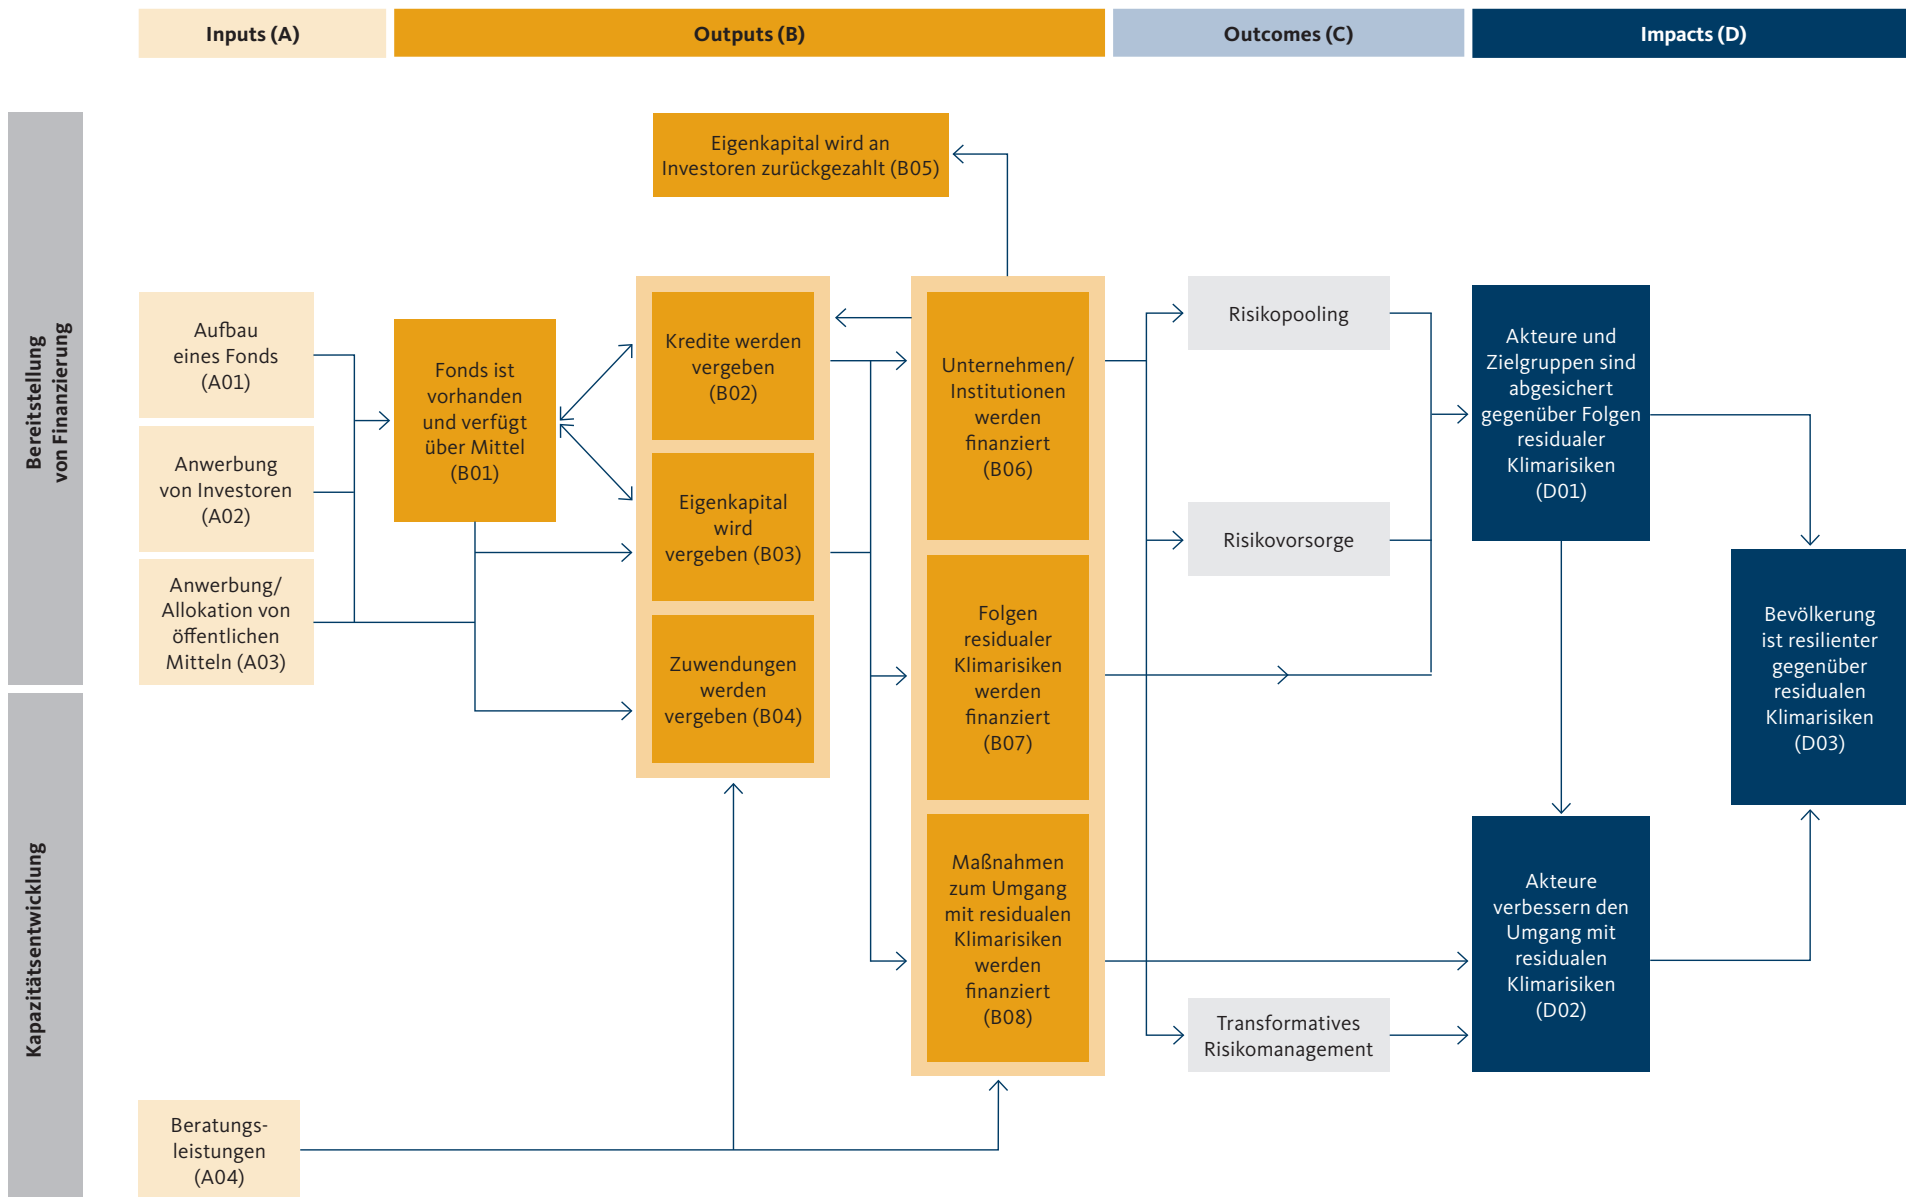 Inputs (A)
Outputs (B)
Outcomes (C)
Impacts (D)
Bereitstellung
von Finanzierung
Kapazitätsentwicklung
Eigenkapital wird an
Investoren zurückgezahlt (B05)
Aufbau
eines Fonds
(A01)
Anwerbung
von Investoren
(A02)
Anwerbung/
Allokation von
öffentlichen
Mitteln (A03)
Beratungs-
leistungen
(A04)
Fonds ist
vorhanden
und verfügt
über Mittel
(B01)
Kredite werden
vergeben
(B02)
Eigenkapital
wird
vergeben (B03)
Zuwendungen
werden
vergeben (B04)
Unternehmen/
Institutionen
werden
finanziert
(B06)
Folgen
residualer
Klimarisiken
werden
finanziert
(B07)
Maßnahmen
zum Umgang
mit residualen
Klimarisiken
werden
finanziert
(B08)
Risikopooling
Risikovorsorge
Transformatives
Risikomanagement
Akteure und
Zielgruppen sind
abgesichert
gegenüber Folgen
residualer
Klimarisiken
(D01)
Akteure
verbessern den
Umgang mit
residualen
Klimarisiken
(D02)
Bevölkerung
ist resilienter
gegenüber
residualen
Klimarisiken
(D03)